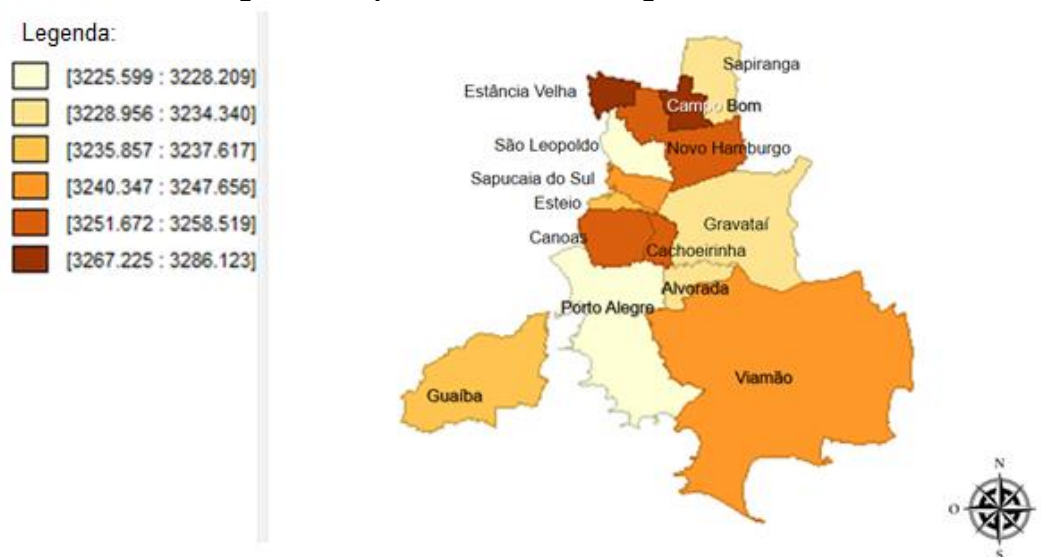 Legenda:
[3225.599 : 3228.209]
[3228.956 : 3234.340]
[3235.857 : 3237.617]
[3240.347 : 3247.656]
[3251.672 : 3258.519]
[3267.225 : 3286.123]
Sapiranga
Estância Velha
Campo Bom
São Leopoldo
Novo Hamburgo
Sapucaia do Sul
Esteio
Gravataí
Canoas
Cachoeirinha
Alvorada
Porto Alegre
Viamão
Guaíba
N
O
S